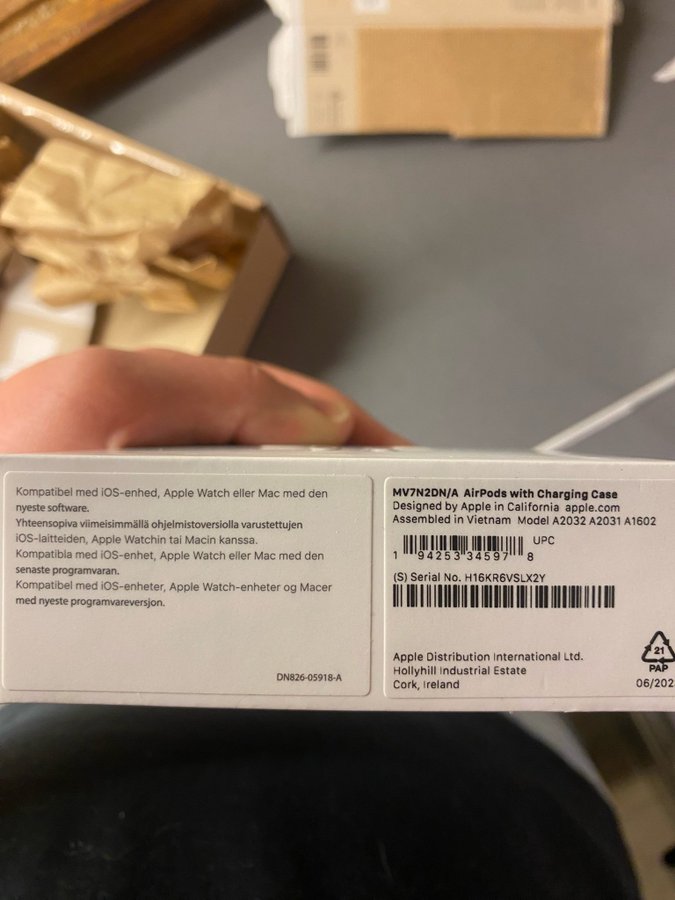 Kompatibel med iOS-enhed, Apple Watch eller Mac med den
nyeste software.
Yhteensopiva viimeisimmällä ohjelmistoversiolla varustettujen
iOS-laitteiden, Apple Watchin tai Macin kanssa.
Kompatibla med iOS-enhet, Apple Watch eller Mac med den
senaste programvaran.
Kompatibel med iOS-enheter, Apple Watch-enheter og Macer
med nyeste programvareversjon.
DN826-05918-A
MV7N2DN/A AirPods with Charging Case
Designed by Apple in California apple.com
Assembled in Vietnam Model A2032 A2031 A1602
UPC
1 94253 34597 8
(S) Serial No. H16KR6VSLX2Y
Apple Distribution International Ltd.
Hollyhill Industrial Estate
Cork, Ireland
21
PAP
06/202